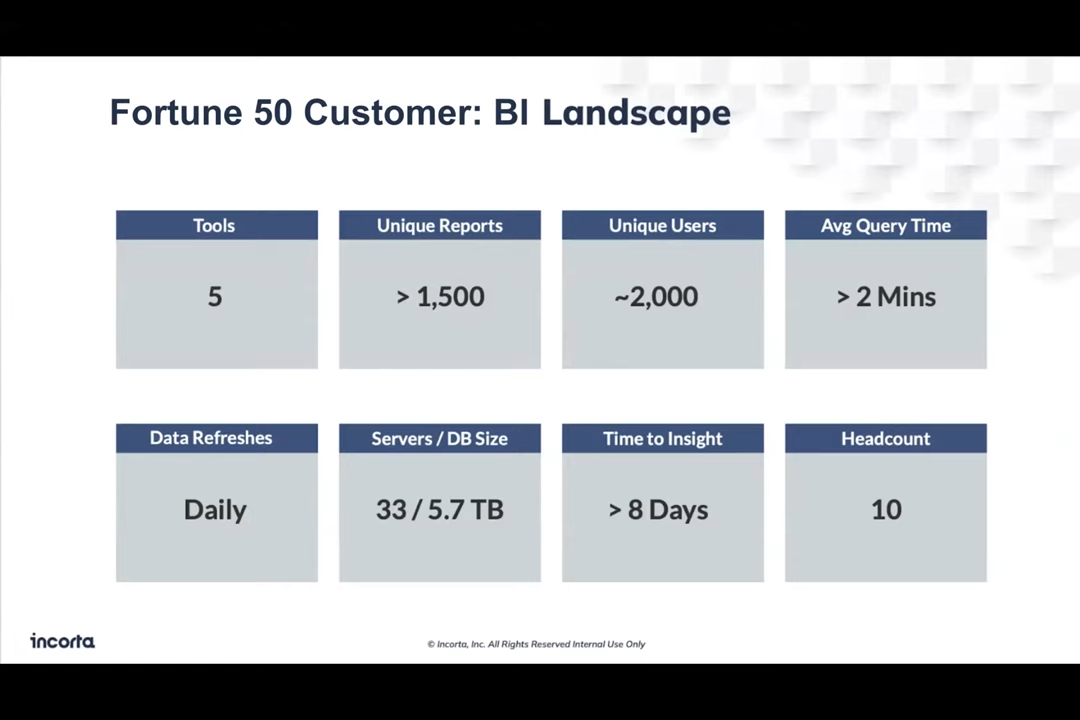 Fortune 50 Customer: BI Landscape
Tools
5
Unique Reports
> 1,500
Unique Users
~2,000
Avg Query Time
> 2 Mins
Data Refreshes
Daily
Servers / DB Size
33 / 5.7 TB
Time to Insight
> 8 Days
Headcount
10
incorta
© Incorta, Inc. All Rights Reserved Internal Use Only